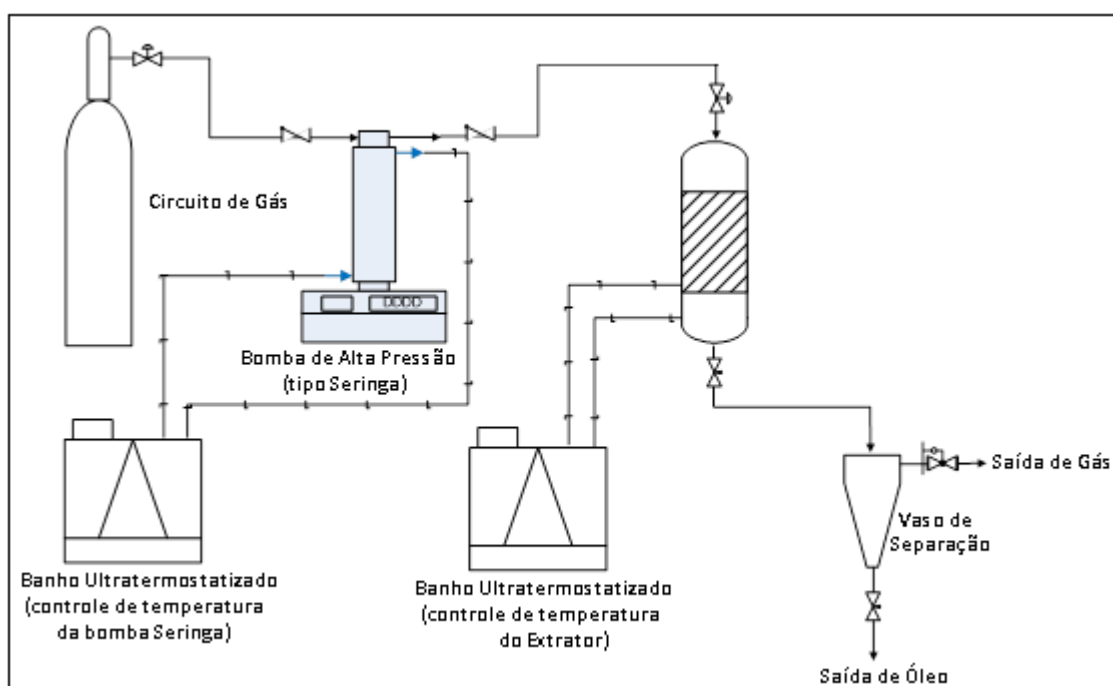 Circuito de Gás
Bomba de Alta Pressão
(tipo Seringa)
Saída de Gás
Vaso de
Separação
Banho Ultratermostatizado
(controle de temperatura
da bomba Seringa)
Banho Ultratermostatizado
(controle de temperatura
do Extrator)
Saída de Óleo